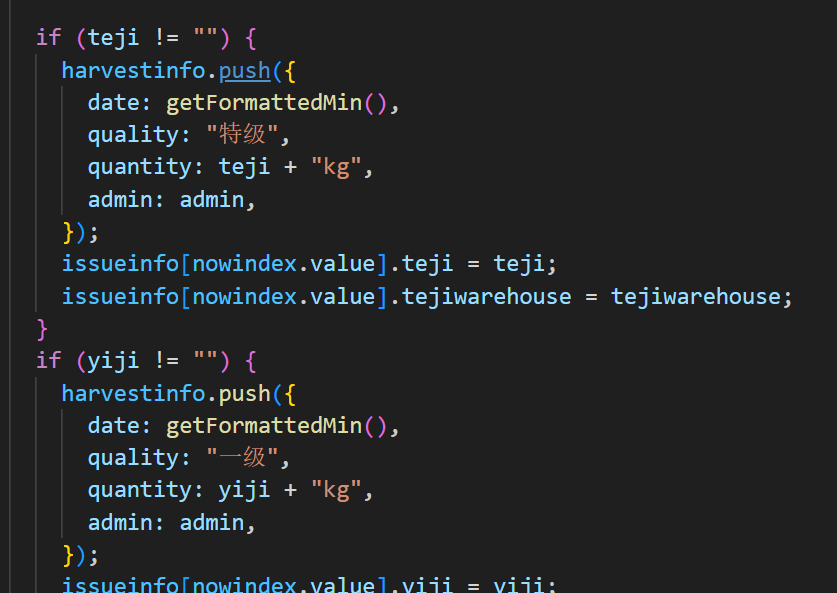 if (teji != "") {
harvestinfo.push({
date: getFormattedMin(),
quality: "特级",
quantity: teji + "kg",
admin: admin,
});
issueinfo[nowindex.value].teji = teji;
issueinfo[nowindex.value].tejiwarehouse = tejiwarehouse;
}
if (yiji != "") {
harvestinfo.push({
date: getFormattedMin(),
quality: "一级",
quantity: yiji + "kg",
admin: admin,
});
issueinfo[nowindex.value].yiji = yiji;